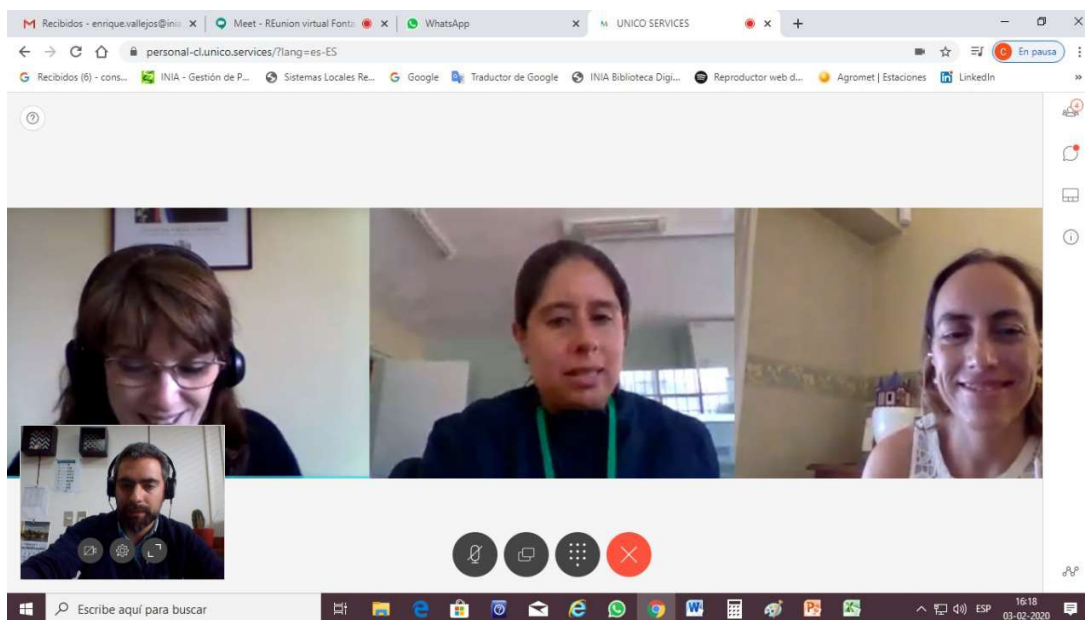 Recibidos - enrique.vallejos@inia
Meet - REunion virtual Fonta
WhatsApp
UNICO SERVICES
personal-cl.unico.services/?lang=es-ES
En pausa
Recibidos (6) - cons...
INIA - Gestión de P...
Sistemas Locales Re...
Google
Traductor de Google
INIA Biblioteca Digi...
Reproductor web d...
Agromet | Estaciones
LinkedIn
4
Escribe aquí para buscar
ESP
16:18
03-02-2020